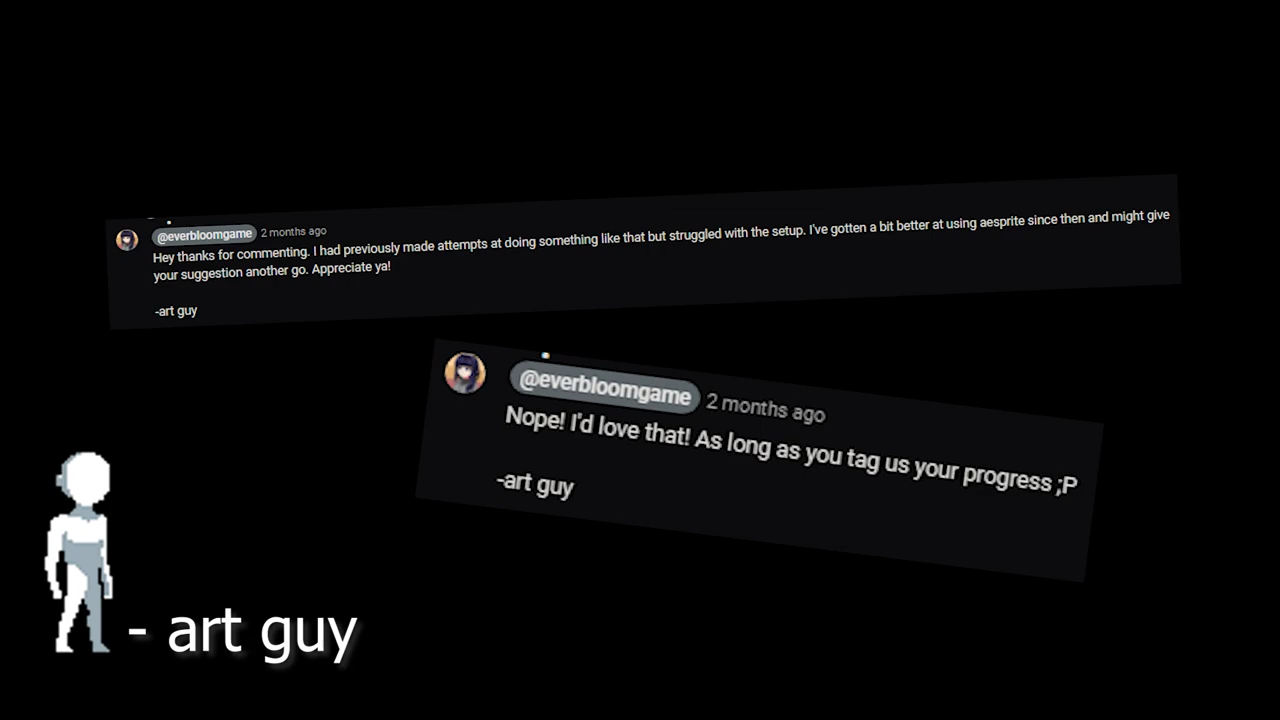 @everbloomgame 2 months ago
Hey thanks for commenting. I had previously made attempts at doing something like that but struggled with the setup. I've gotten a bit better at using aesprite since then and might give
your suggestion another go. Appreciate ya!
-art guy
@everbloomgame 2 months ago
Nope! I'd love that! As long as you tag us your progress ;P
-art guy
- art guy